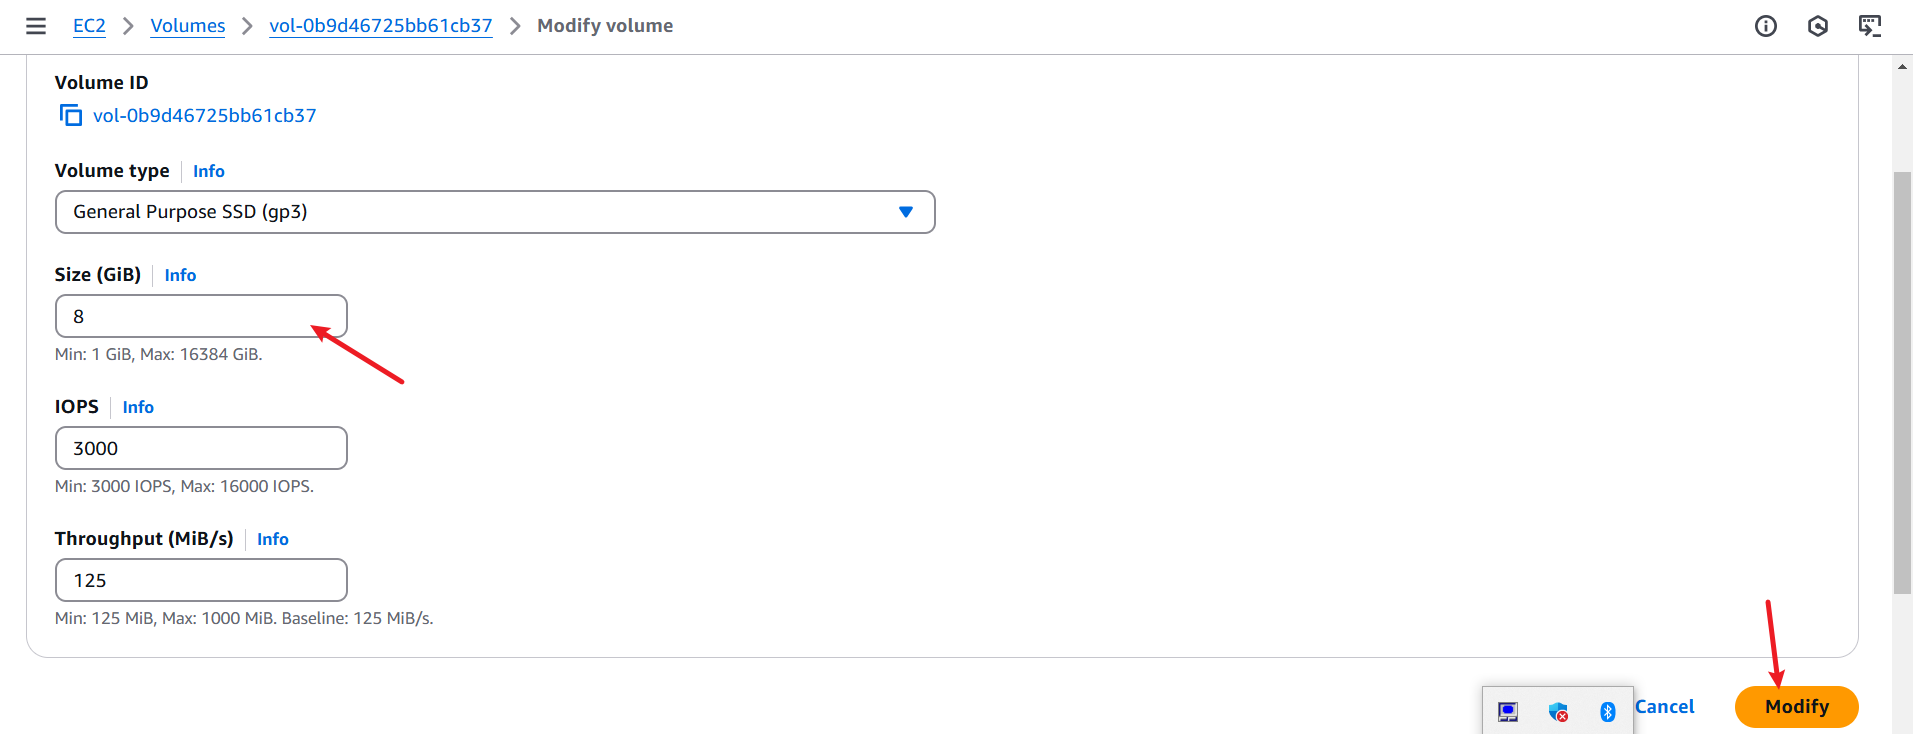 EC2 > Volumes > vol-0b9d46725bb61cb37 > Modify volume
Volume ID
vol-0b9d46725bb61cb37
Volume type Info
General Purpose SSD (gp3)
Size (GiB) Info
8
Min: 1 GiB, Max: 16384 GiB.
IOPS Info
3000
Min: 3000 IOPS, Max: 16000 IOPS.
Throughput (MiB/s) Info
125
Min: 125 MiB, Max: 1000 MiB. Baseline: 125 MiB/s.
Cancel Modify